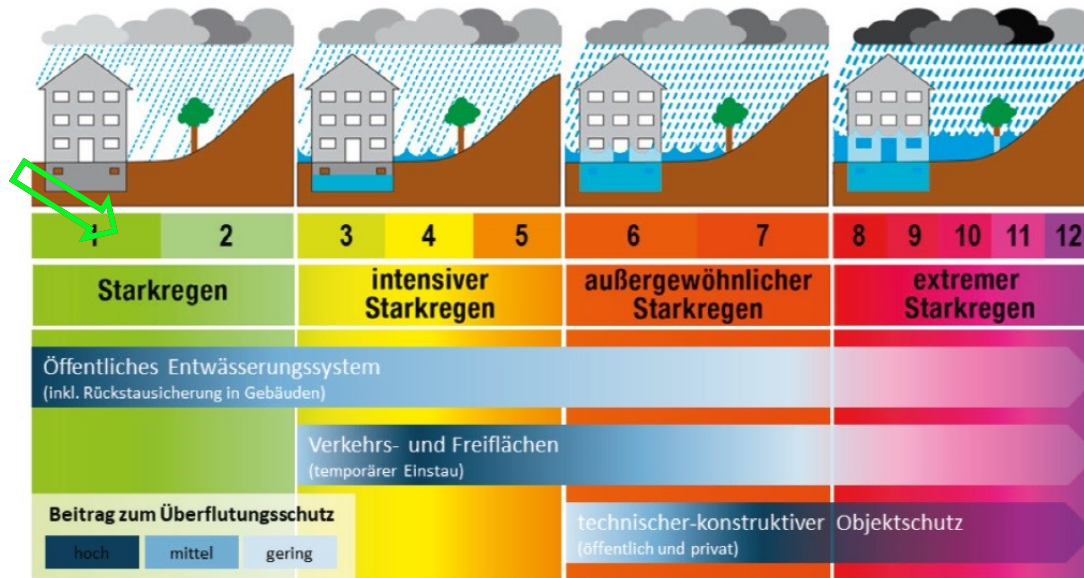 1 2 3 4 5 6 7 8 9 10 11 12
Starkregen
intensiver
Starkregen
außergewöhnlicher
Starkregen
extremer
Starkregen
Öffentliches Entwässerungssystem
(inkl. Rückstausicherung in Gebäuden)
Verkehrs- und Freiflächen
(temporärer Einstau)
technischer-konstruktiver Objektschutz
(öffentlich und privat)
Beitrag zum Überflutungsschutz
hoch mittel gering